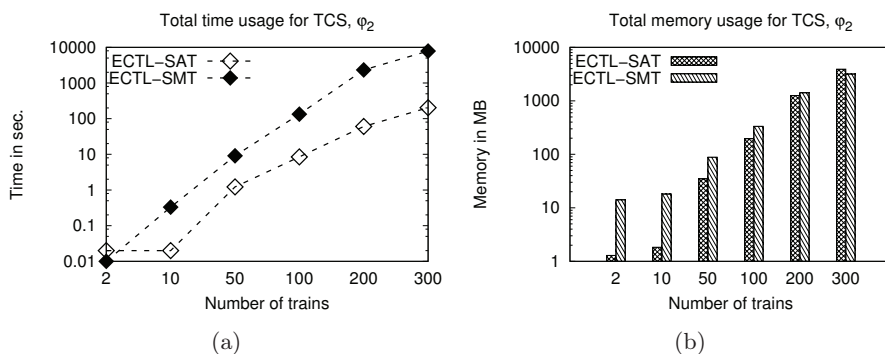 Total time usage for TCS, φ₂
10000
1000
100
10
1
0.1
0.01
Time in sec.
ECTL−SAT
ECTL−SMT
2 10 50 100 200 300
Number of trains
(a)
Total memory usage for TCS, φ₂
10000
1000
100
10
1
Memory in MB
ECTL−SAT
ECTL−SMT
2 10 50 100 200 300
Number of trains
(b)